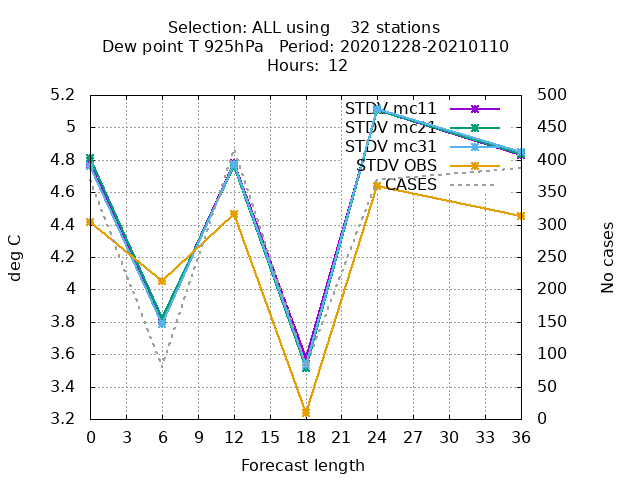 Selection: ALL using    32 stations
Dew point T 925hPa   Period: 20201228-20210110
Hours: 12
5.2
5
4.8
4.6
4.4
4.2
4
3.8
3.6
3.4
3.2
deg C
STDV mc11
STDV mc21
STDV mc31
STDV OBS
CASES
500
450
400
350
300
250
200
150
100
50
0
No cases
0 3 6 9 12 15 18 21 24 27 30 33 36
Forecast length